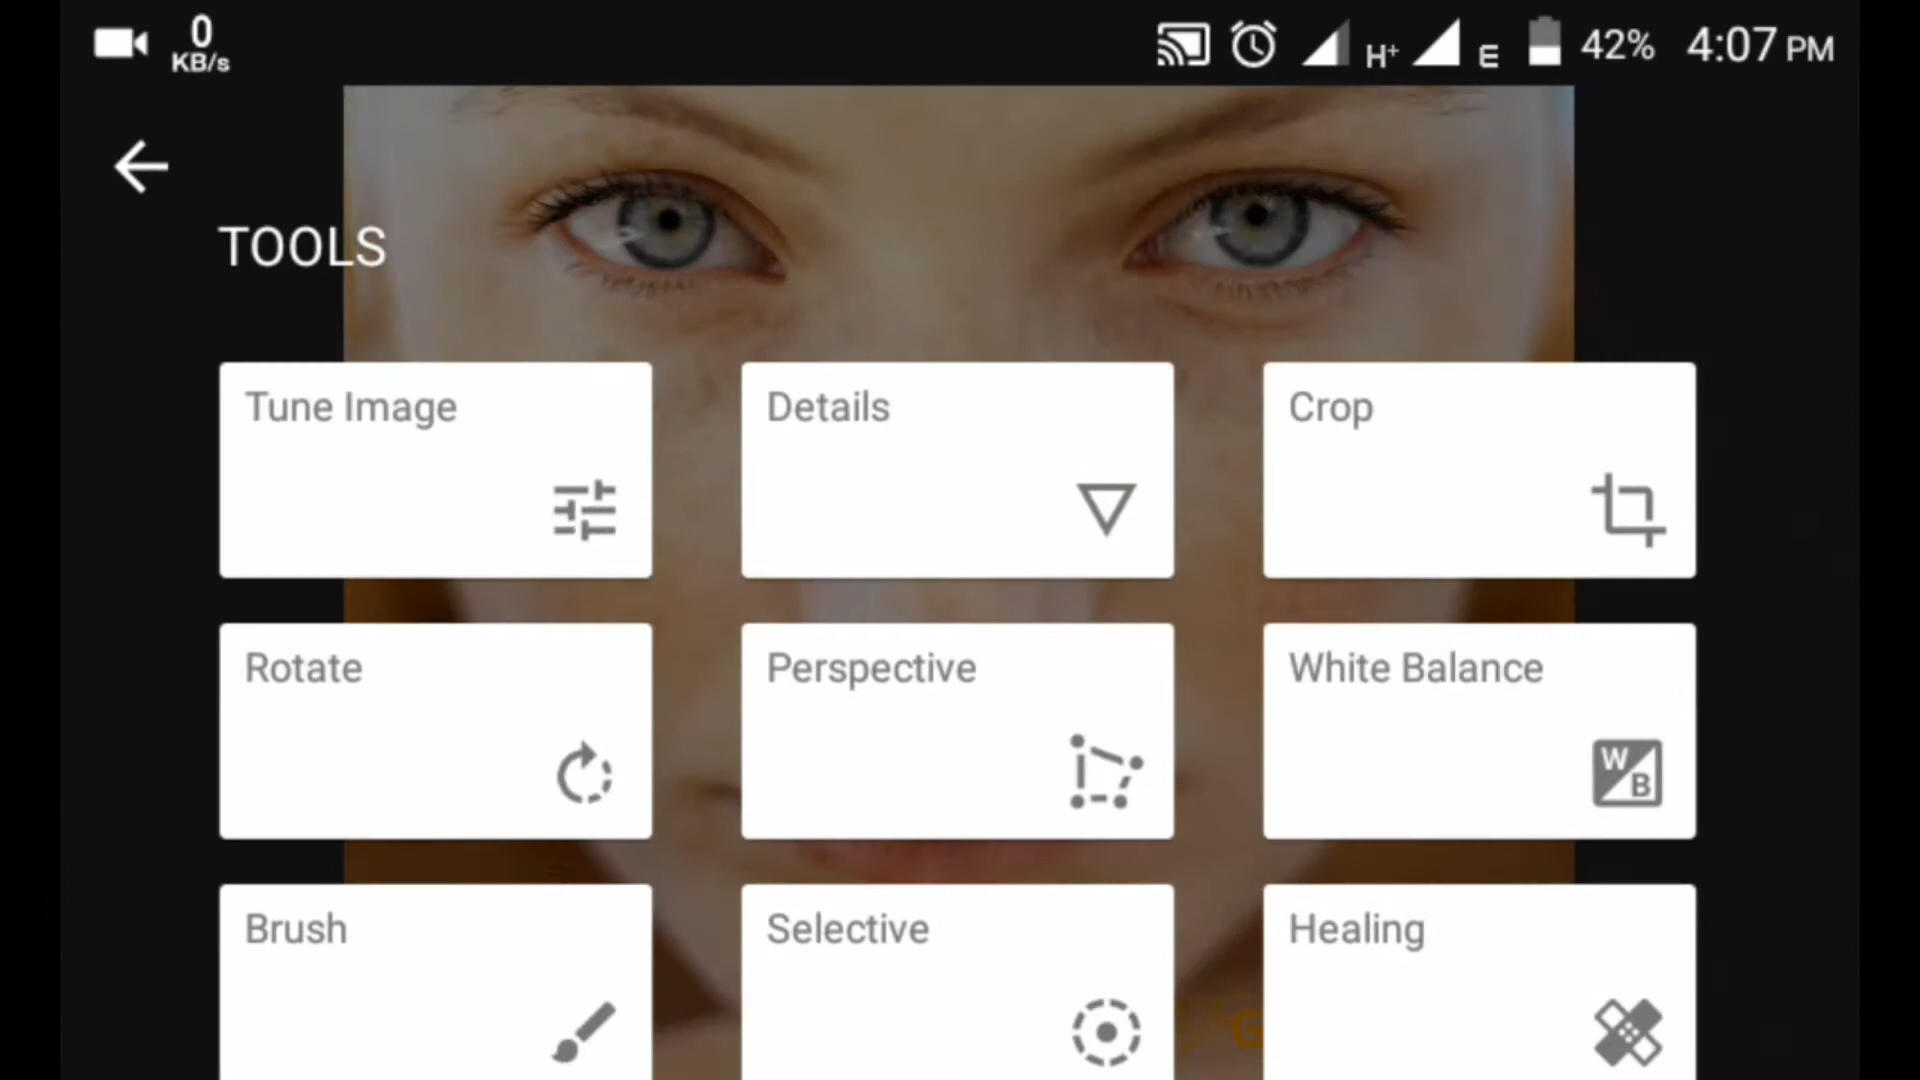 0
KB/s
H+
E
42%
4:07 PM
TOOLS
Tune Image
Details
Crop
Rotate
Perspective
White Balance
W
B
Brush
Selective
Healing
G